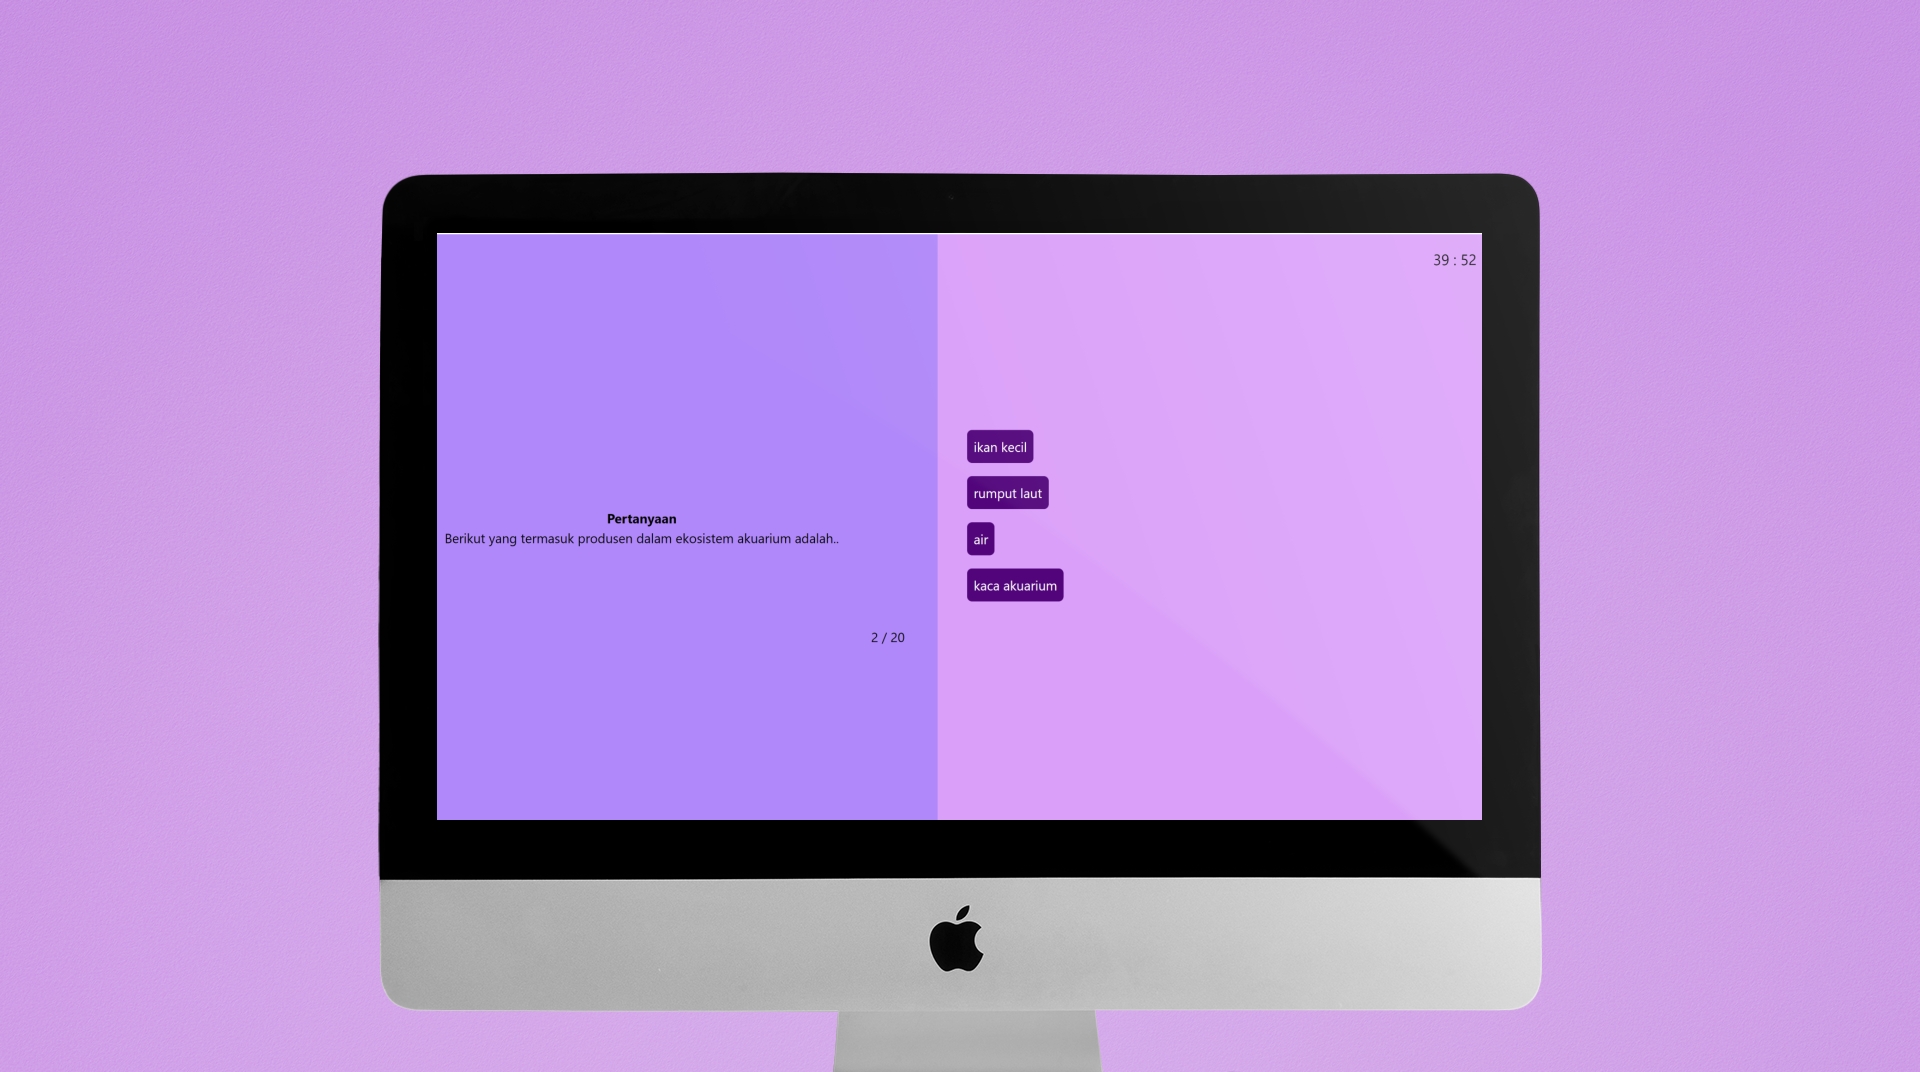 39 : 52
Pertanyaan
Berikut yang termasuk produsen dalam ekosistem akuarium adalah..
2 / 20
ikan kecil
rumput laut
air
kaca akuarium